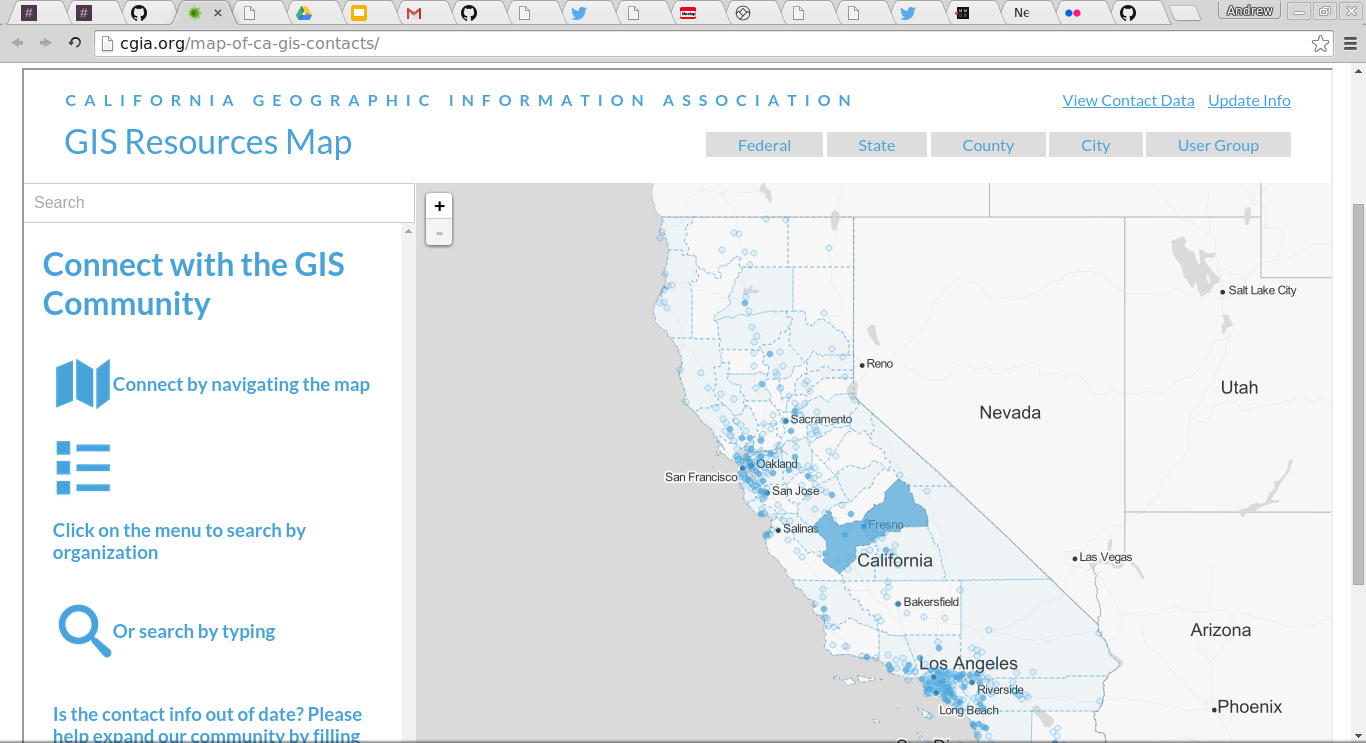 # # Meetup Ne Andrew
cgia.org/map-of-ca-gis-contacts/
CALIFORNIA GEOGRAPHIC INFORMATION ASSOCIATION
View Contact Data Update Info
GIS Resources Map
Federal State County City User Group
Search
+
-
Connect with the GIS
Community
Connect by navigating the map
Click on the menu to search by
organization
Or search by typing
Is the contact info out of date? Please
help expand our community by filling
Salt Lake City
Reno
Utah
Nevada
Sacramento
Oakland
San Francisco
San Jose
Salinas
Fresno
Las Vegas
California
Bakersfield
Arizona
Los Angeles
Riverside
Long Beach
Phoenix